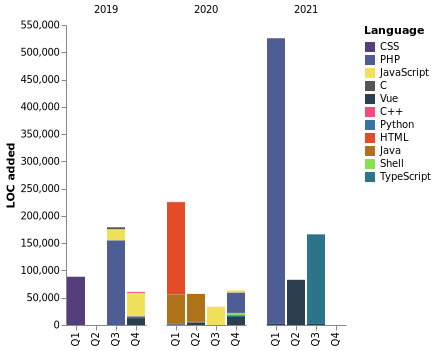 2019
2020
2021
LOC added
550,000
500,000
450,000
400,000
350,000
300,000
250,000
200,000
150,000
100,000
50,000
0
Q1
Q2
Q3
Q4
Q1
Q2
Q3
Q4
Q1
Q2
Q3
Q4
Language
CSS
PHP
JavaScript
C
Vue
C++
Python
HTML
Java
Shell
TypeScript